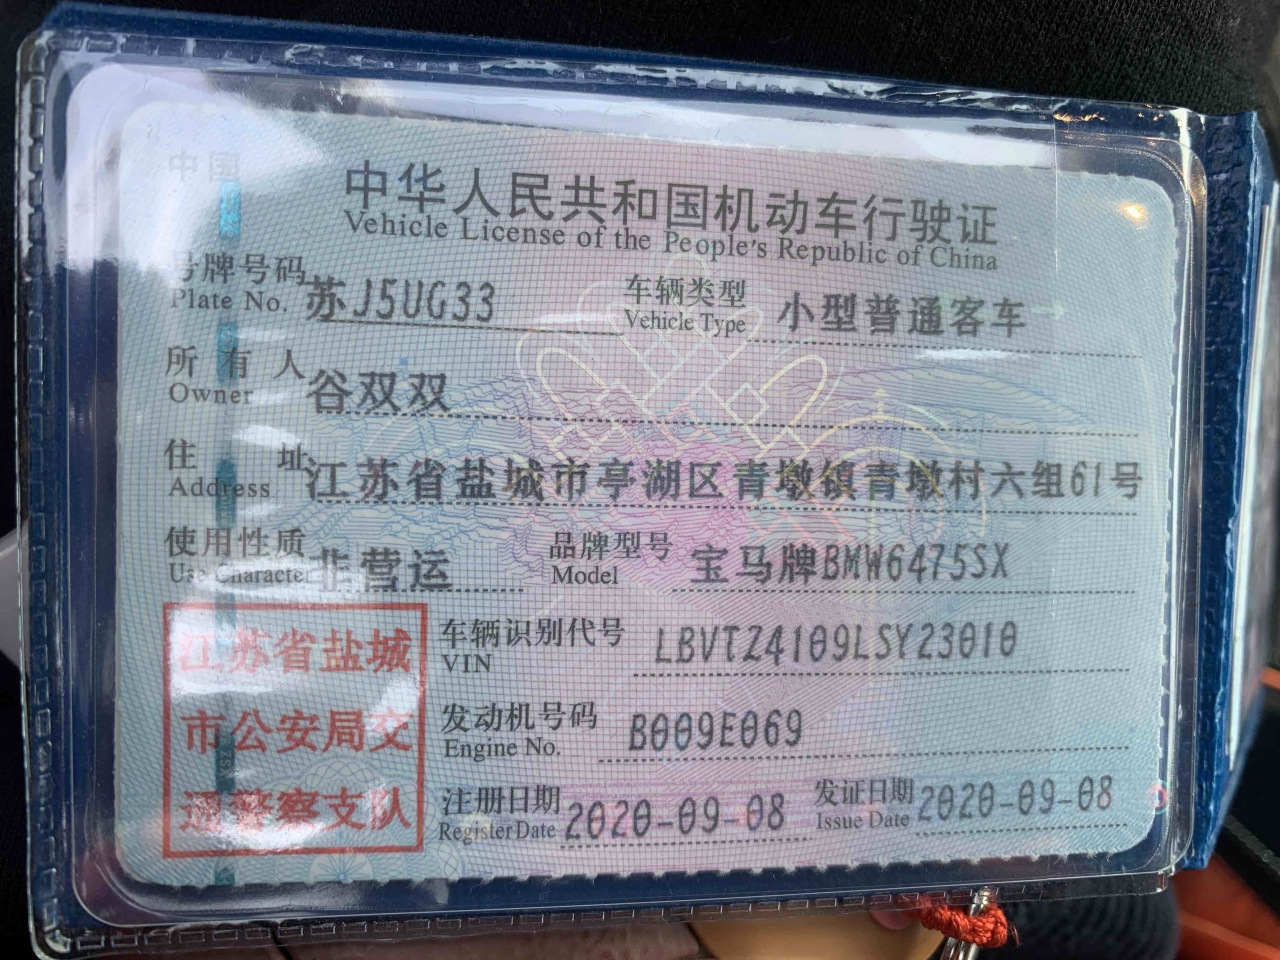 中国
中华人民共和国机动车行驶证
Vehicle License of the People's Republic of China
号牌号码 苏J5UG33 车辆类型 小型普通客车
Plate No. Vehicle Type
所有人 谷双双
Owner
住址 江苏省盐城市亭湖区青墩镇青墩村六组61号
Address
使用性质 非营运 品牌型号 宝马牌BMW6475SX
Use Character Model
江苏省盐城
市公安局交
通警察支队
车辆识别代号 LBVTZ4109LSY23010
VIN
发动机号码 B009E069
Engine No.
注册日期 2020-09-08 发证日期 2020-09-08
Register Date Issue Date